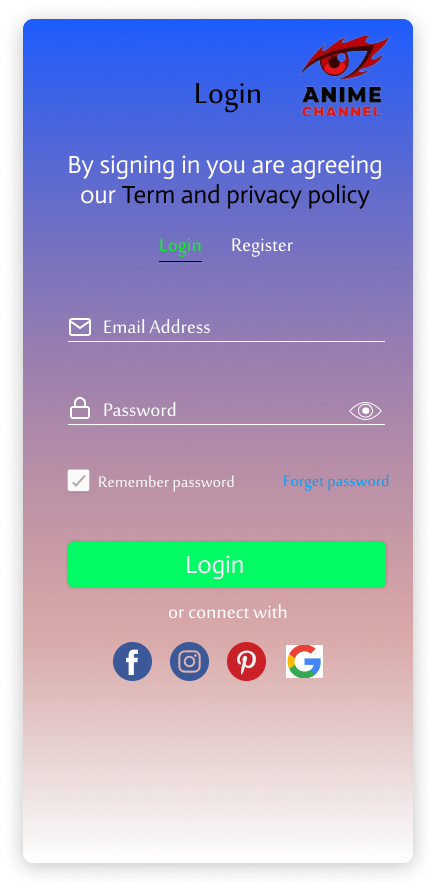 Login
ANIME
CHANNEL
By signing in you are agreeing
our Term and privacy policy
Login Register
Email Address
Password
Remember password Forget password
Login
or connect with